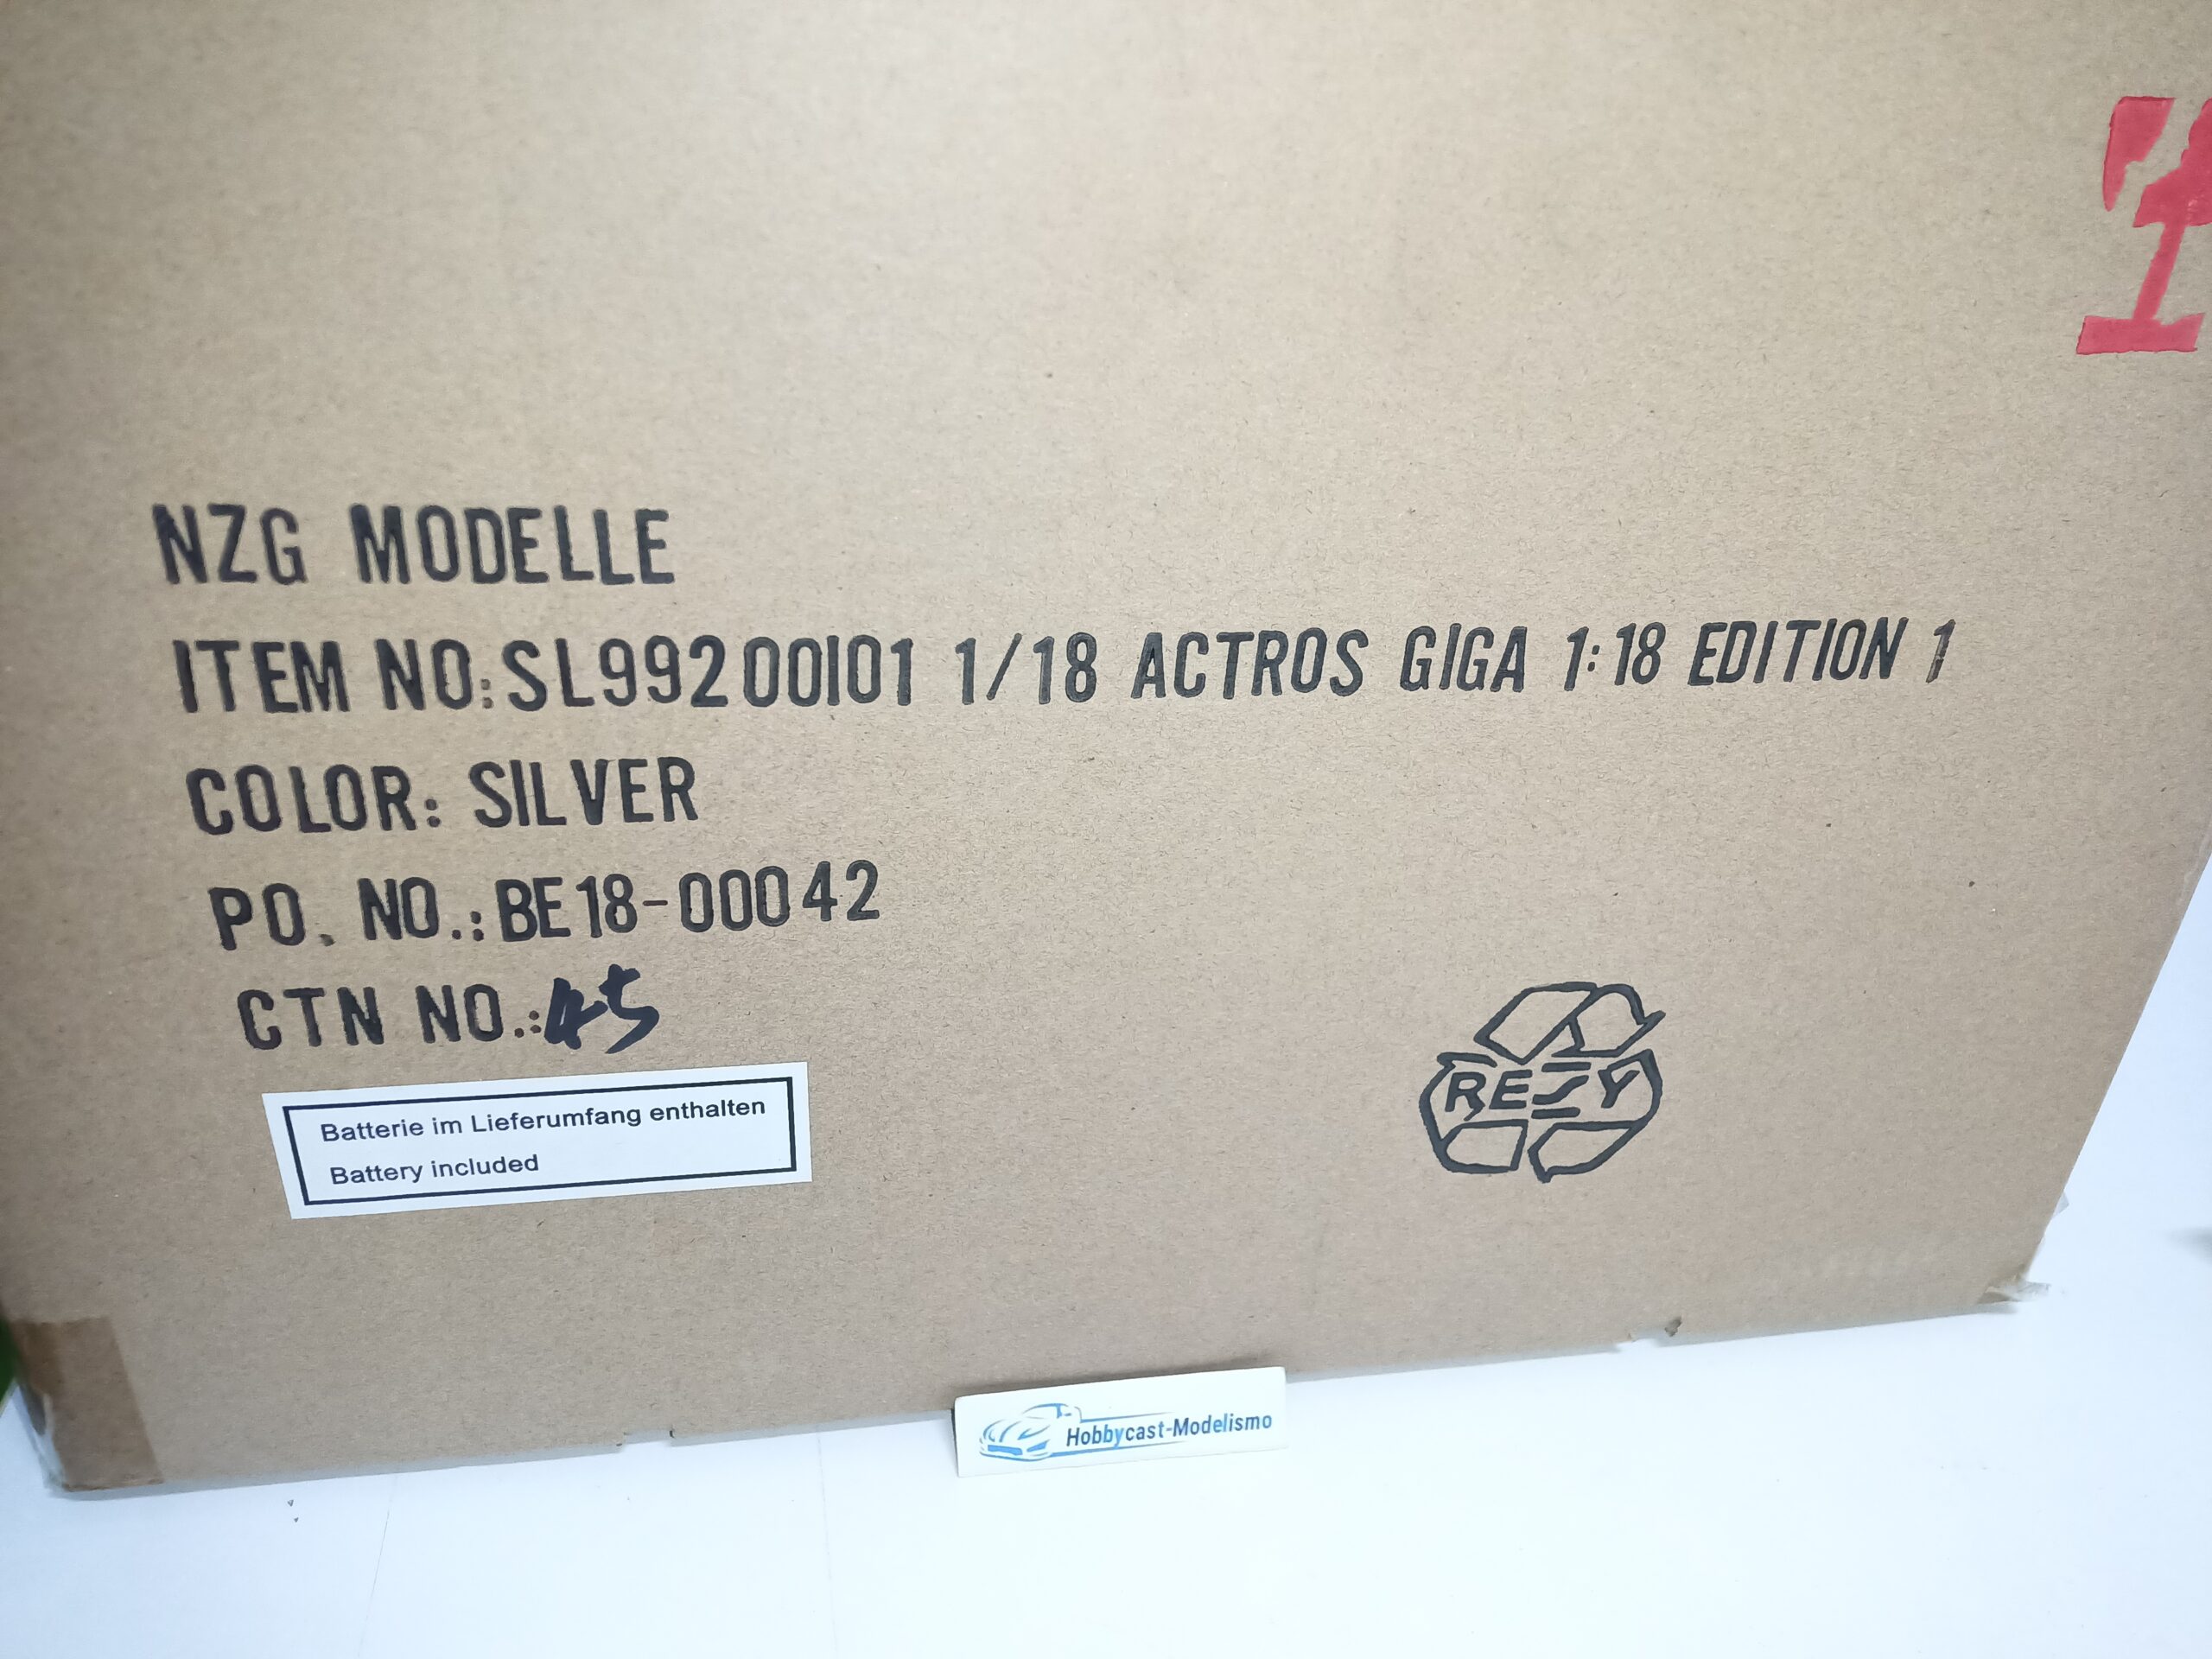 NZG MODELLE
ITEM NO:SL99200I01 1/18 ACTROS GIGA 1:18 EDITION 1
COLOR: SILVER
PO. NO.:BE18-00042
CTN NO.:45
Batterie im Lieferumfang enthalten
Battery included
RESY
Hobbycast-Modelismo